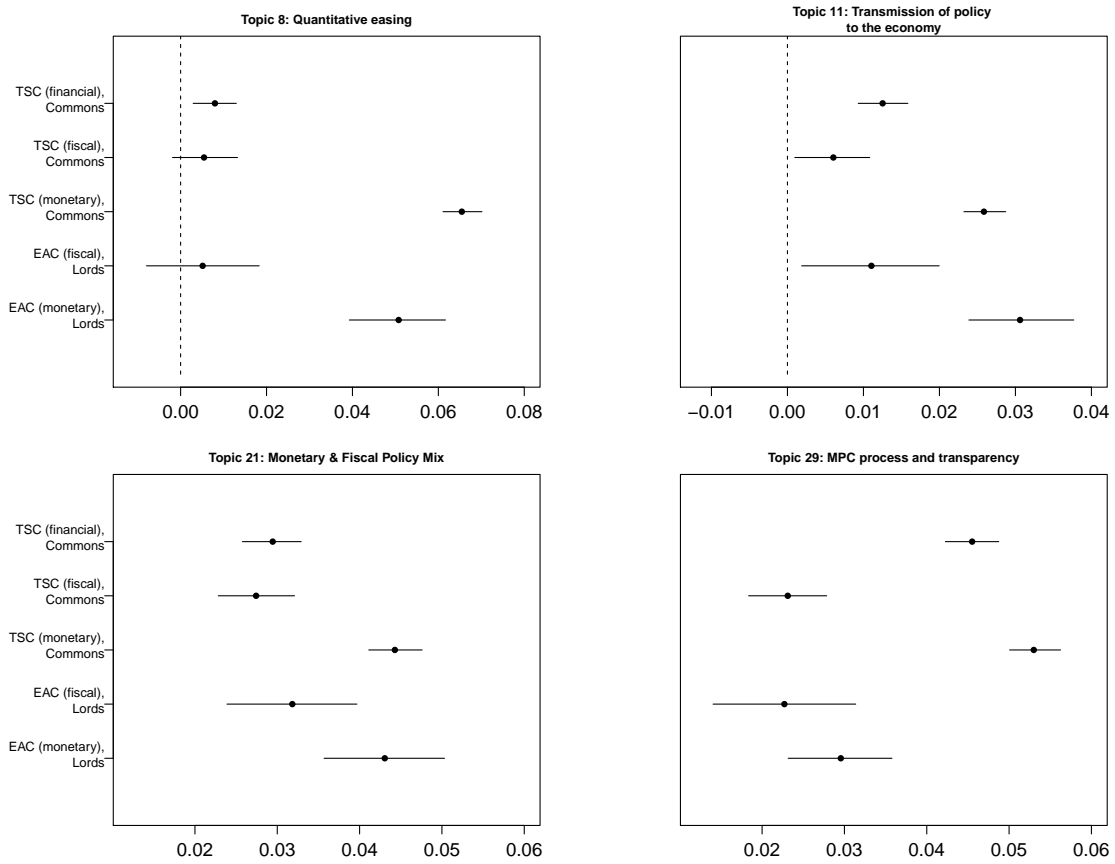 Topic 8: Quantitative easing
TSC (financial),
Commons
TSC (fiscal),
Commons
TSC (monetary),
Commons
EAC (fiscal),
Lords
EAC (monetary),
Lords
0.00 0.02 0.04 0.06 0.08
Topic 11: Transmission of policy
to the economy
−0.01 0.00 0.01 0.02 0.03 0.04
Topic 21: Monetary & Fiscal Policy Mix
TSC (financial),
Commons
TSC (fiscal),
Commons
TSC (monetary),
Commons
EAC (fiscal),
Lords
EAC (monetary),
Lords
0.02 0.03 0.04 0.05 0.06
Topic 29: MPC process and transparency
0.02 0.03 0.04 0.05 0.06